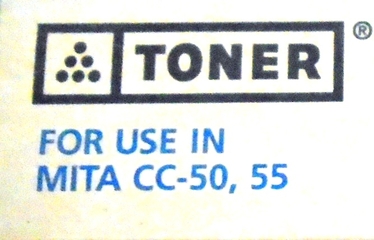 TONER®
FOR USE IN
MITA CC-50, 55